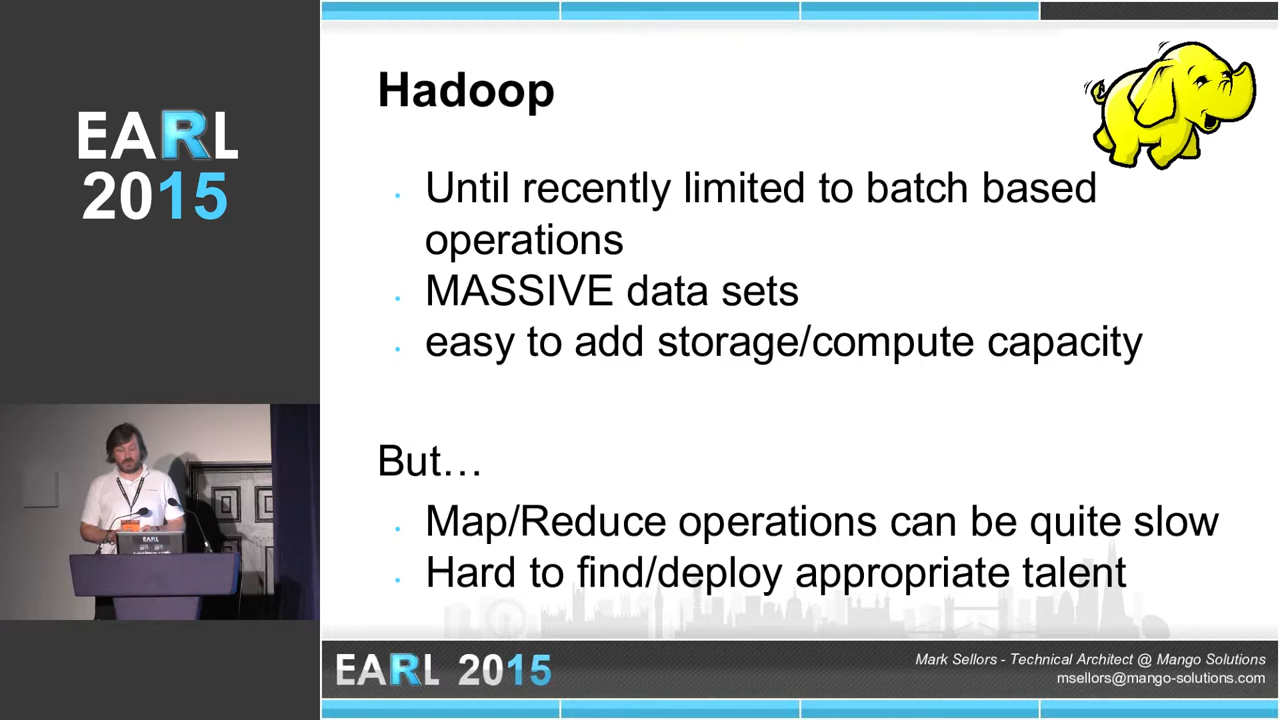 EARL
2015
Hadoop
Until recently limited to batch based
operations
MASSIVE data sets
easy to add storage/compute capacity
But…
Map/Reduce operations can be quite slow
Hard to find/deploy appropriate talent
EARL
EARL 2015
Mark Sellors - Technical Architect @ Mango Solutions
msellors@mango-solutions.com